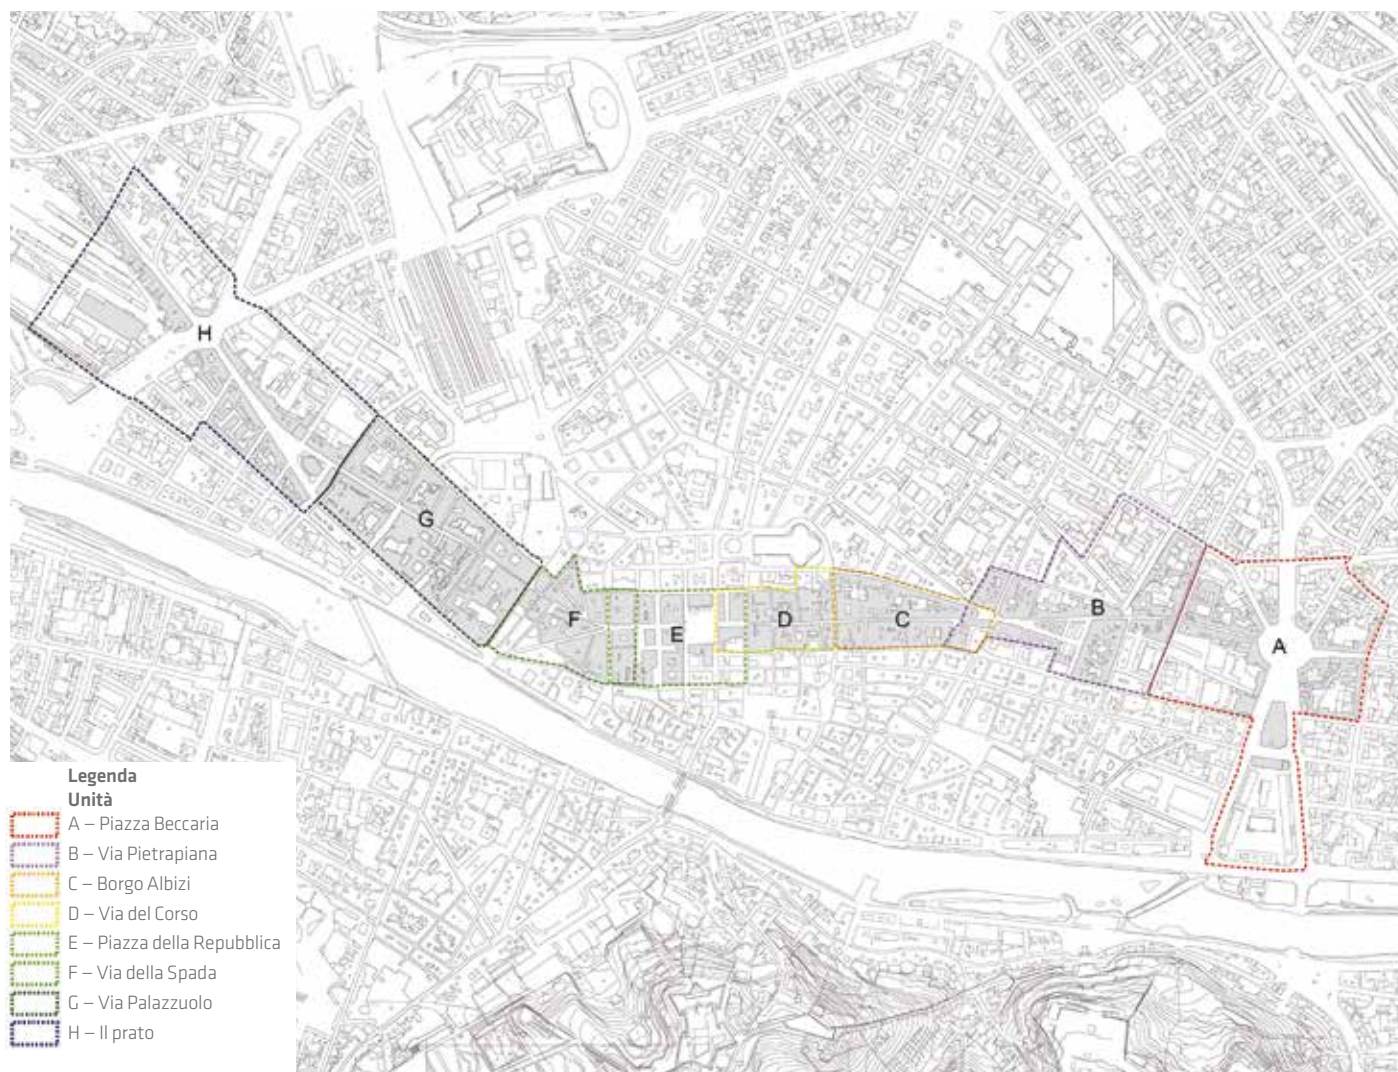 H
G
F
E
D
C
B
A
Legenda
Unità
A – Piazza Beccaria
B – Via Pietrapiana
C – Borgo Albizi
D – Via del Corso
E – Piazza della Repubblica
F – Via della Spada
G – Via Palazzuolo
H – Il prato